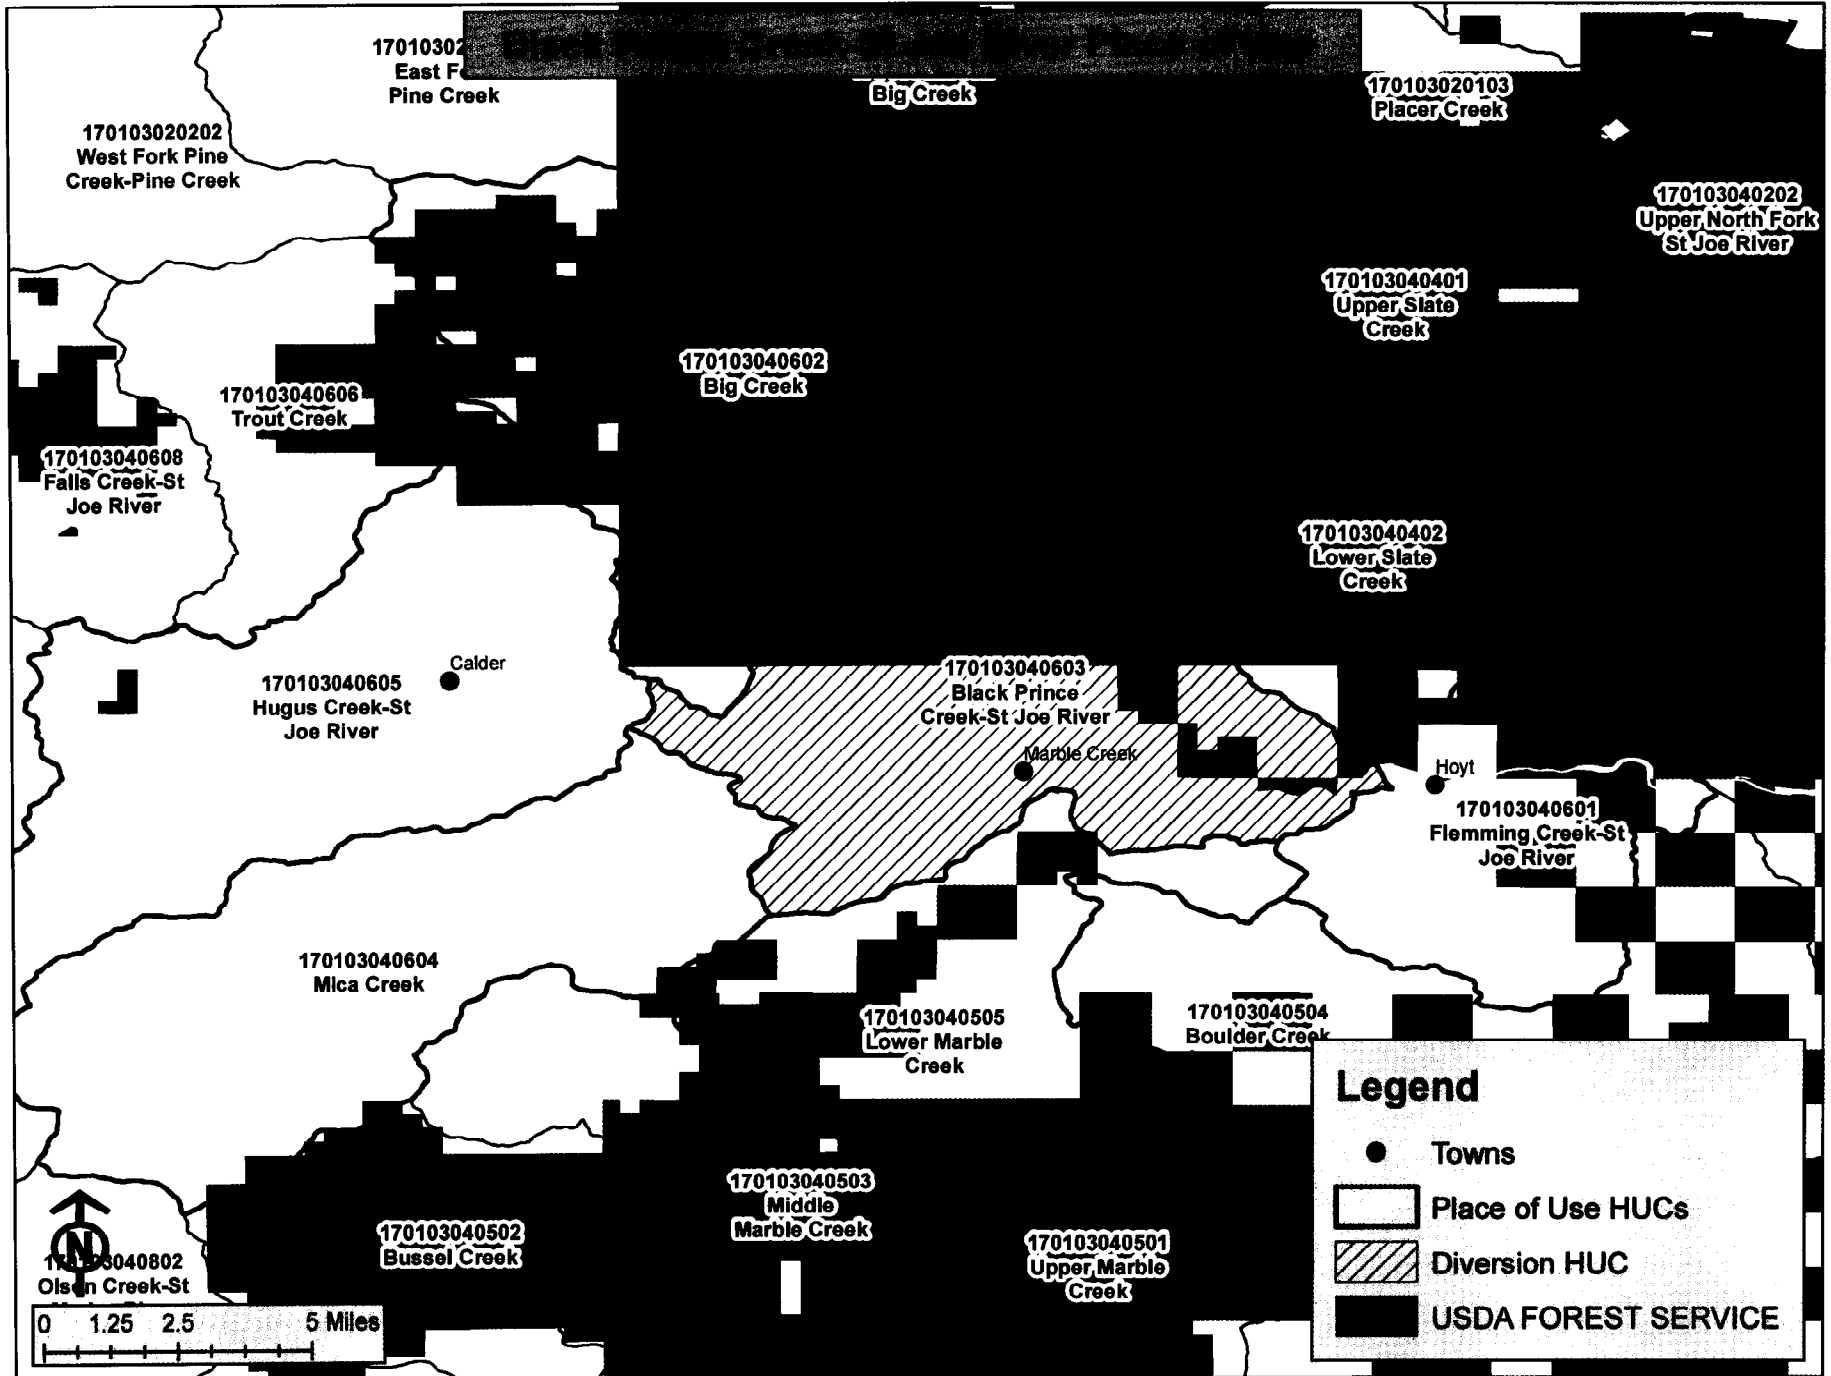 1701030
East Fo
Pine Creek
Big Creek
170103020103
Placer Creek
170103020202
West Fork Pine
Creek-Pine Creek
170103040202
Upper North Fork
St Joe River
170103040401
Upper Slate
Creek
170103040602
Big Creek
170103040606
Trout Creek
170103040608
Falls Creek-St
Joe River
170103040402
Lower Slate
Creek
Calder
170103040605
Hugus Creek-St
Joe River
170103040603
Black Prince
Creek-St Joe River
Marble Creek
Hoyt
170103040601
Flemming Creek-St
Joe River
170103040604
Mica Creek
170103040505
Lower Marble
Creek
170103040504
Boulder Creek
170103040503
Middle
Marble Creek
170103040502
Bussel Creek
170103040501
Upper Marble
Creek
N
3040802
Olsen Creek-St
0 1.25 2.5 5 Miles
Legend
Towns
Place of Use HUCs
Diversion HUC
USDA FOREST SERVICE